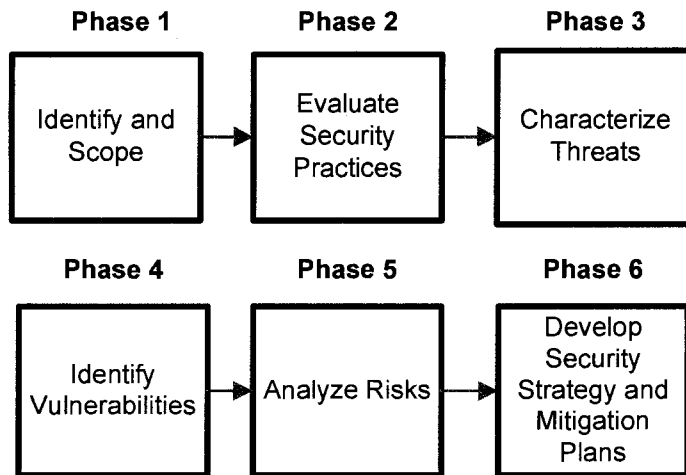 Phase 1
Phase 2
Phase 3
Identify and
Scope
Evaluate
Security
Practices
Characterize
Threats
Phase 4
Phase 5
Phase 6
Identify
Vulnerabilities
Analyze Risks
Develop
Security
Strategy and
Mitigation
Plans